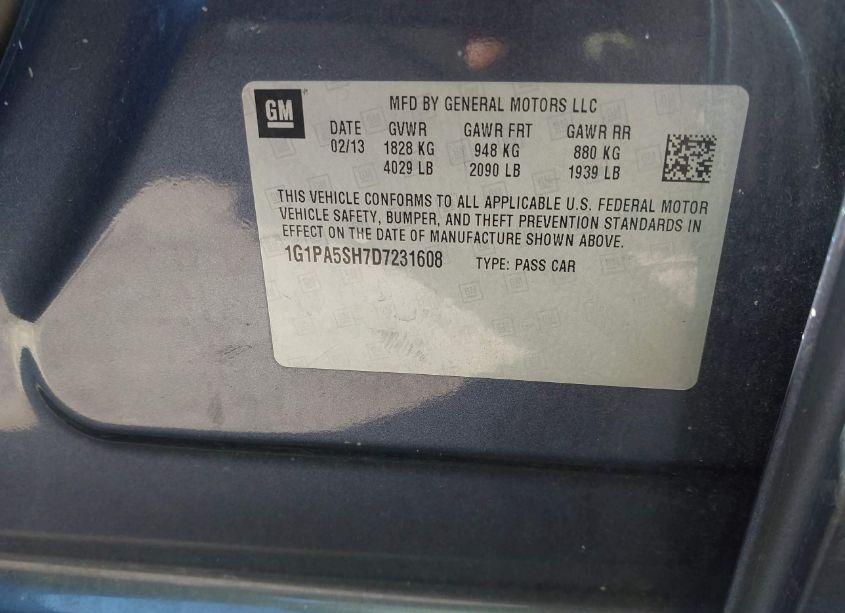 GM
MFD BY GENERAL MOTORS LLC
DATE GVWR GAWR FRT GAWR RR
02/13 1828 KG 948 KG 880 KG
4029 LB 2090 LB 1939 LB
THIS VEHICLE CONFORMS TO ALL APPLICABLE U.S. FEDERAL MOTOR
VEHICLE SAFETY, BUMPER, AND THEFT PREVENTION STANDARDS IN
EFFECT ON THE DATE OF MANUFACTURE SHOWN ABOVE.
1G1PA5SH7D7231608 TYPE: PASS CAR